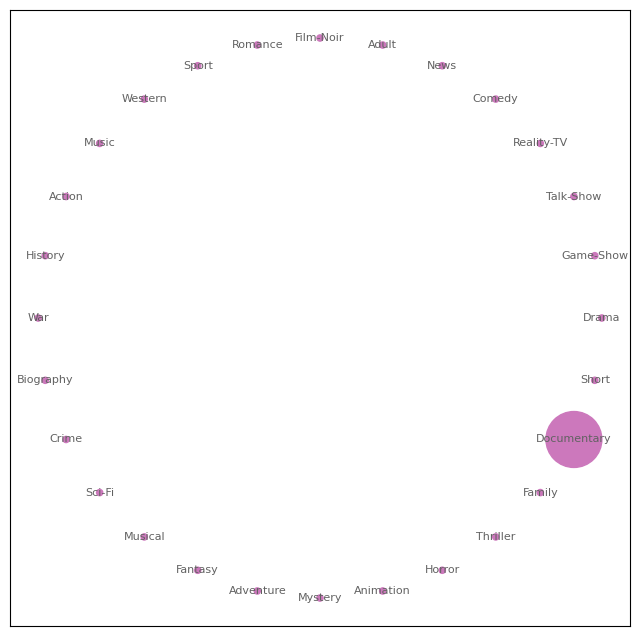 Film-Noir
Romance
Adult
Sport
News
Western
Comedy
Music
Reality-TV
Action
Talk-Show
History
Game-Show
War
Drama
Biography
Short
Crime
Documentary
Sci-Fi
Family
Musical
Thriller
Fantasy
Horror
Adventure
Animation
Mystery